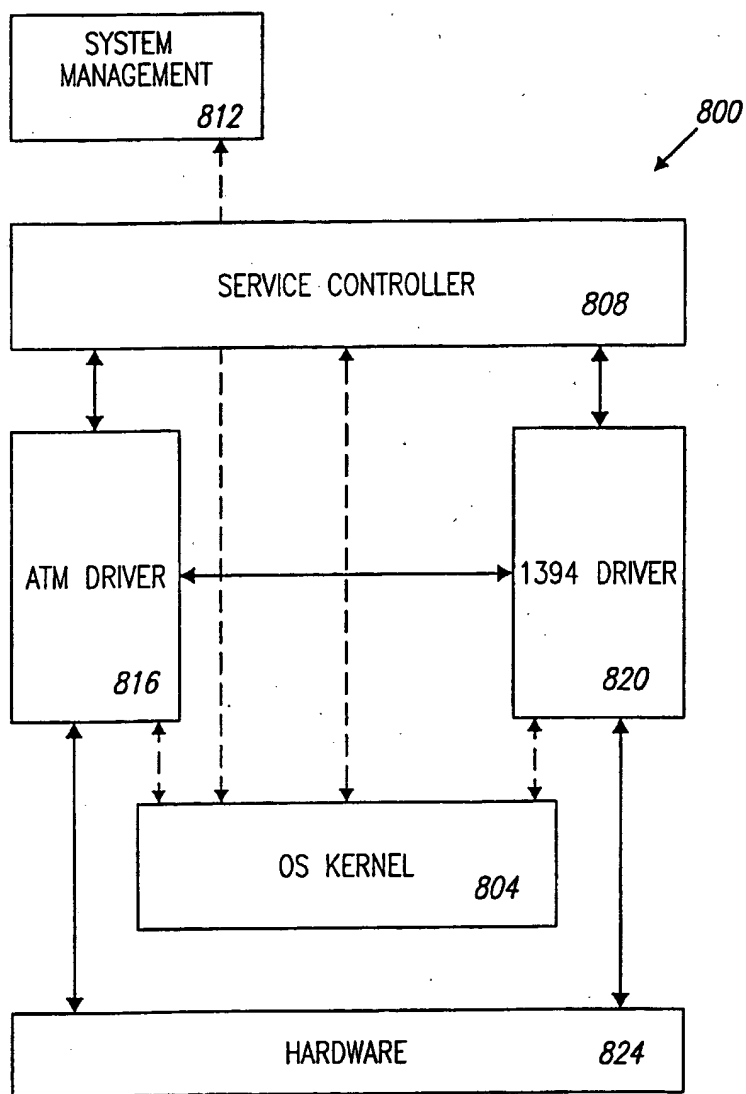 SYSTEM
MANAGEMENT
812
800
SERVICE CONTROLLER
808
ATM DRIVER
816
1394 DRIVER
820
OS KERNEL
804
HARDWARE
824